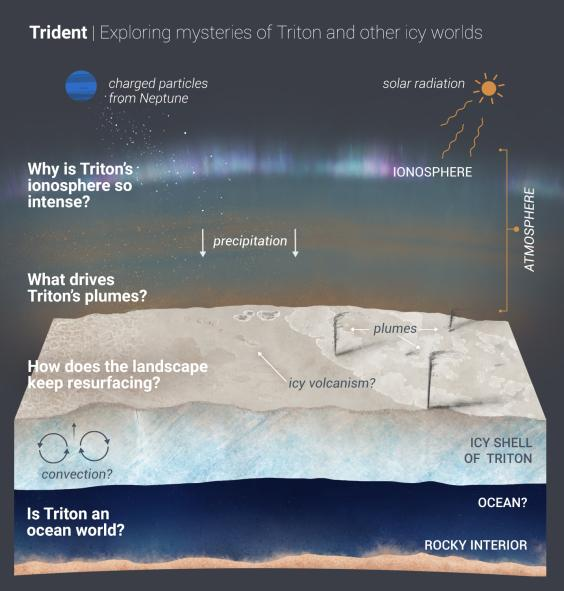 Trident | Exploring mysteries of Triton and other icy worlds
charged particles
from Neptune
solar radiation
Why is Triton's
ionosphere so
intense?
IONOSPHERE
ATMOSPHERE
precipitation
What drives
Triton's plumes?
plumes
How does the landscape
keep resurfacing?
icy volcanism?
convection?
ICY SHELL
OF TRITON
Is Triton an
ocean world?
OCEAN?
ROCKY INTERIOR